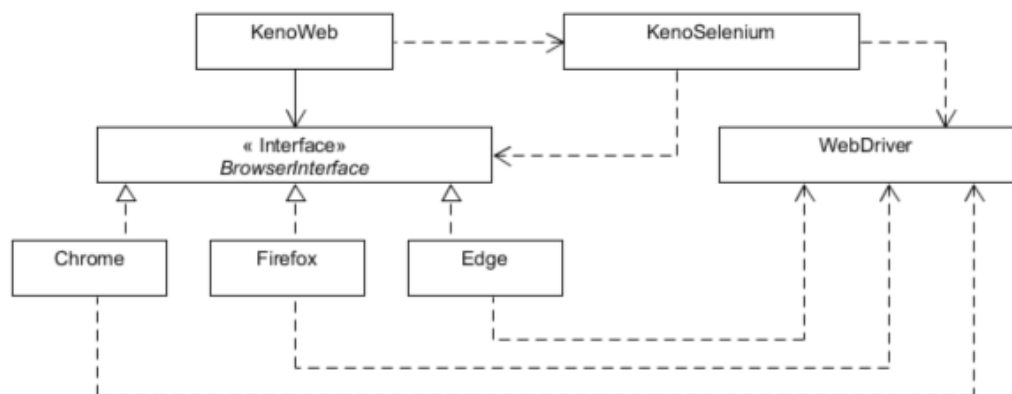 KenoWeb
KenoSelenium
« Interface»
BrowserInterface
WebDriver
Chrome
Firefox
Edge